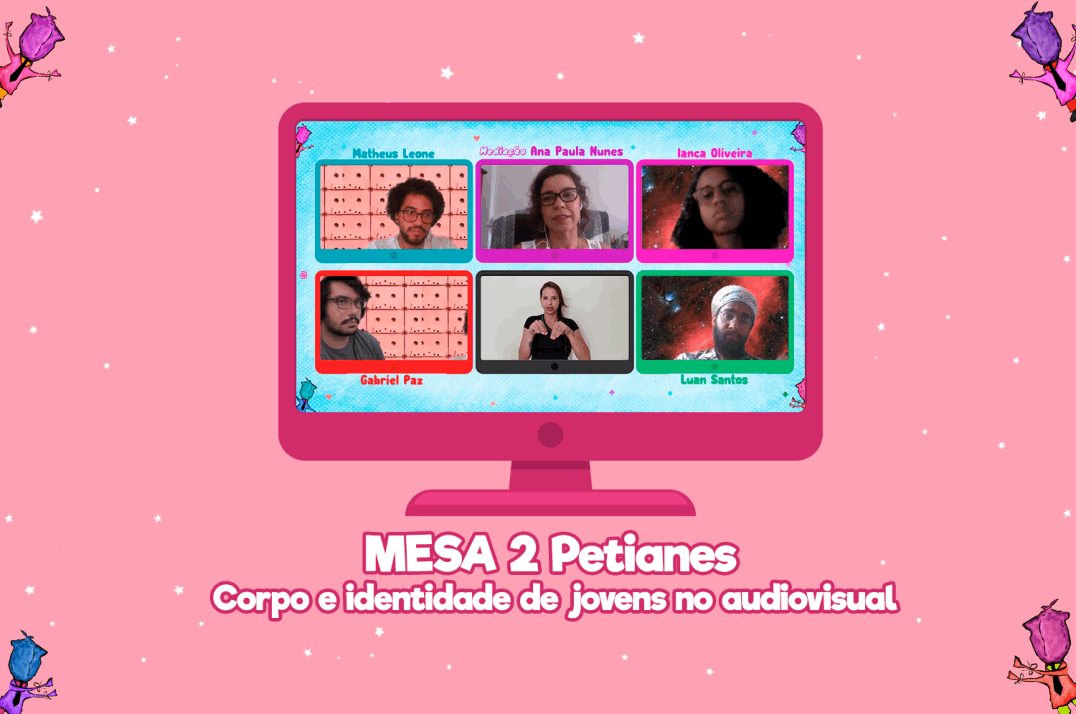 Matheus Leone
Mediação Ana Paula Nunes
Ianca Oliveira
Gabriel Paz
Luan Santos
MESA 2 Petianes
Corpo e identidade de jovens no audiovisual